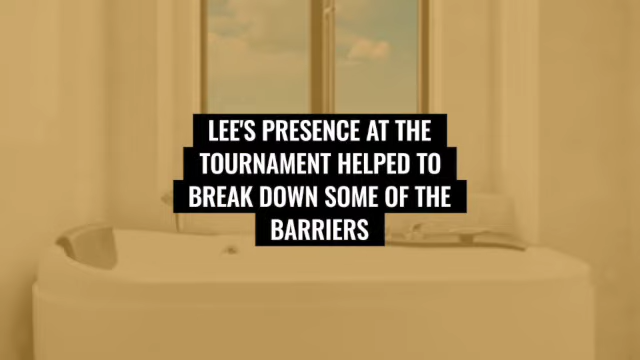 LEE'S PRESENCE AT THE
TOURNAMENT HELPED TO
BREAK DOWN SOME OF THE
BARRIERS